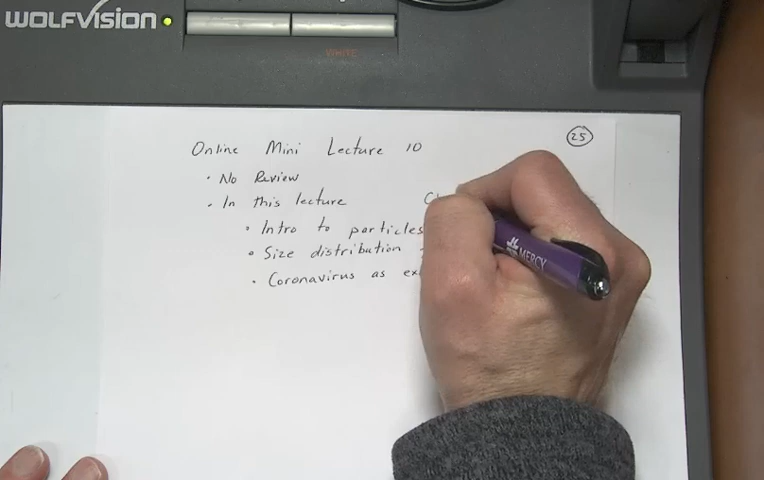 WOLFVISION
WHITE
25
Online Mini Lecture 10
• No Review
• In this lecture
• Intro to particles
• Size distribution
• Coronavirus as
MERCY